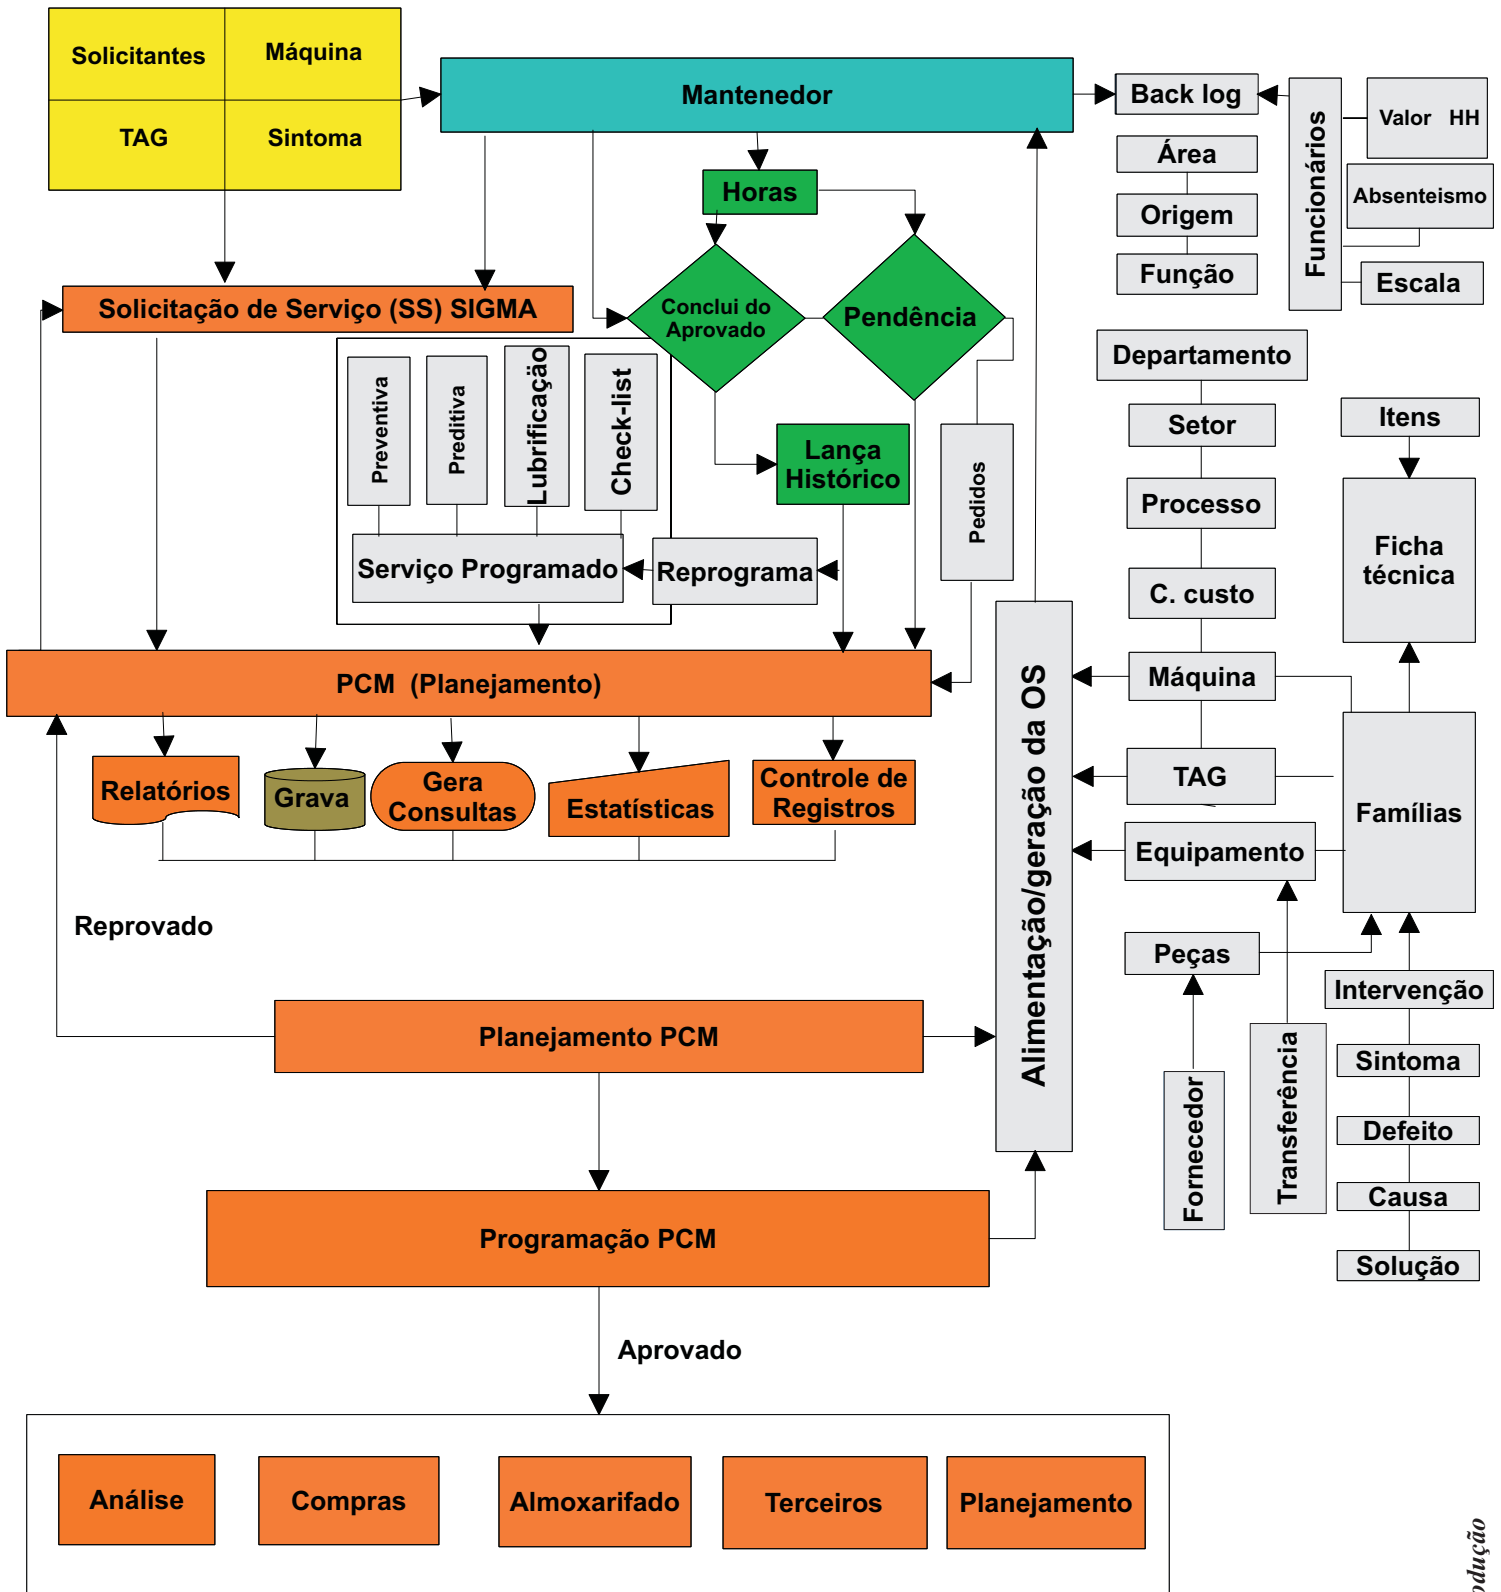 Solicitantes
Máquina
TAG
Sintoma
Mantenedor
Back log
Funcionários
Valor HH
Absenteismo
Escala
Área
Origem
Função
Horas
Conclui do
Aprovado
Pendência
Solicitação de Serviço (SS) SIGMA
Preventiva
Preditiva
Lubrificação
Check-list
Serviço Programado
Reprograma
Lança
Histórico
Pedidos
Departamento
Setor
Processo
C. custo
Máquina
TAG
Equipamento
Itens
Ficha
técnica
Famílias
PCM (Planejamento)
Relatórios
Grava
Gera
Consultas
Estatísticas
Controle de
Registros
Alimentação/geração da OS
Reprovado
Peças
Fornecedor
Transferência
Intervenção
Sintoma
Defeito
Causa
Solução
Planejamento PCM
Programação PCM
Aprovado
Análise
Compras
Almoxarifado
Terceiros
Planejamento